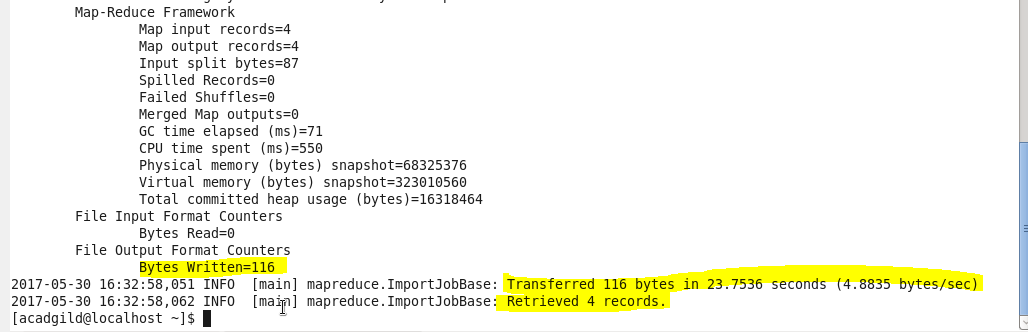 Map-Reduce Framework
Map input records=4
Map output records=4
Input split bytes=87
Spilled Records=0
Failed Shuffles=0
Merged Map outputs=0
GC time elapsed (ms)=71
CPU time spent (ms)=550
Physical memory (bytes) snapshot=68325376
Virtual memory (bytes) snapshot=323010560
Total committed heap usage (bytes)=16318464
File Input Format Counters
Bytes Read=0
File Output Format Counters
Bytes Written=116
2017-05-30 16:32:58,051 INFO  [main] mapreduce.ImportJobBase: Transferred 116 bytes in 23.7536 seconds (4.8835 bytes/sec)
2017-05-30 16:32:58,062 INFO  [main] mapreduce.ImportJobBase: Retrieved 4 records.
[acadgild@localhost ~]$